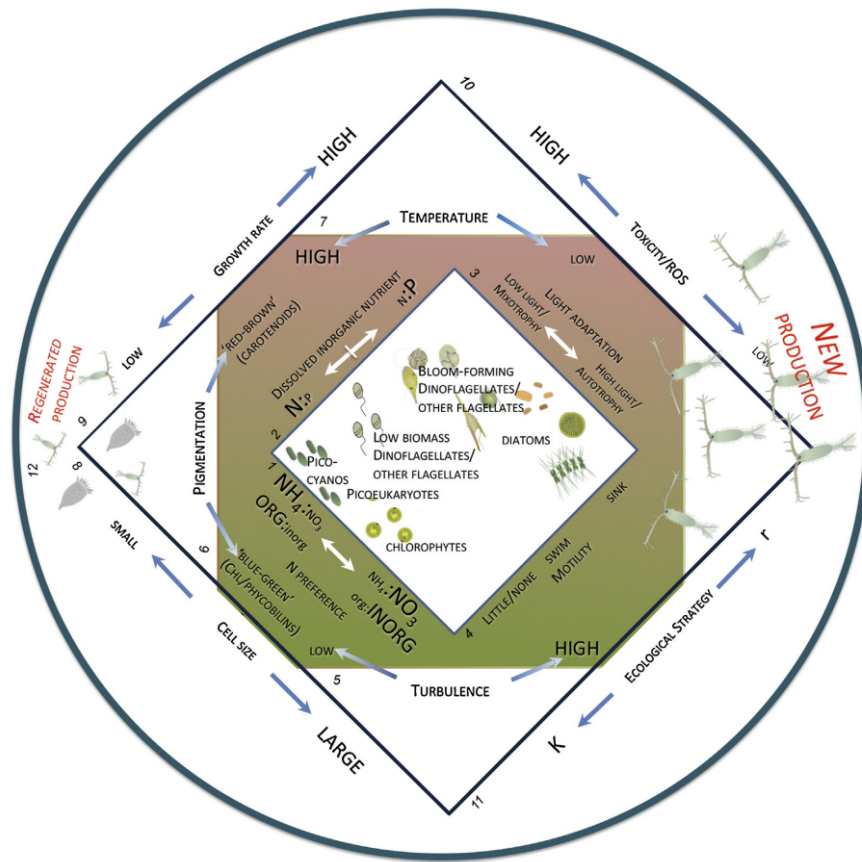 10
HIGH
HIGH
GROWTH RATE
TOXICITY/ROS
LOW
LOW
7
TEMPERATURE
HIGH
LOW
3
'RED-BROWN'
(CAROTENOIDS)
DISSOLVED INORGANIC NUTRIENT
N:P
N:P
LOW LIGHT/
MIXOTROPHY
LIGHT ADAPTATION
HIGH LIGHT/
AUTOTROPHY
REGENERATED
PRODUCTION
NEW
PRODUCTION
BLOOM-FORMING
DINOFLAGELLATES/
OTHER FLAGELLATES
LOW BIOMASS
DINOFLAGELLATES/
OTHER FLAGELLATES
DIATOMS
PICO-
CYANOS
PICOEUKARYOTES
CHLOROPHYTES
9
2
12
8
1
PIGMENTATION
NH4:NO3
ORG:inorg
N PREFERENCE
NH4:NO3
org:INORG
SINK
SWIM
MOTILITY
LITTLE/NONE
SMALL
6
'BLUE-GREEN'
(CHL/PHYCOBILINS)
r
CELL SIZE
ECOLOGICAL STRATEGY
4
LOW
HIGH
5
TURBULENCE
LARGE
K
11